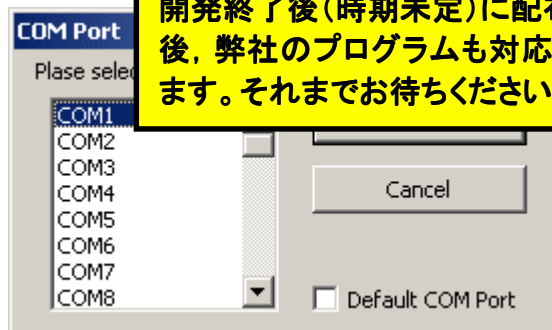 開発終了後(時期未定)に配
後, 弊社のプログラムも対応
ます。それまでお待ちください
COM Port
Plase selec
COM1
COM2
COM3
COM4
COM5
COM6
COM7
COM8
Cancel
Default COM Port